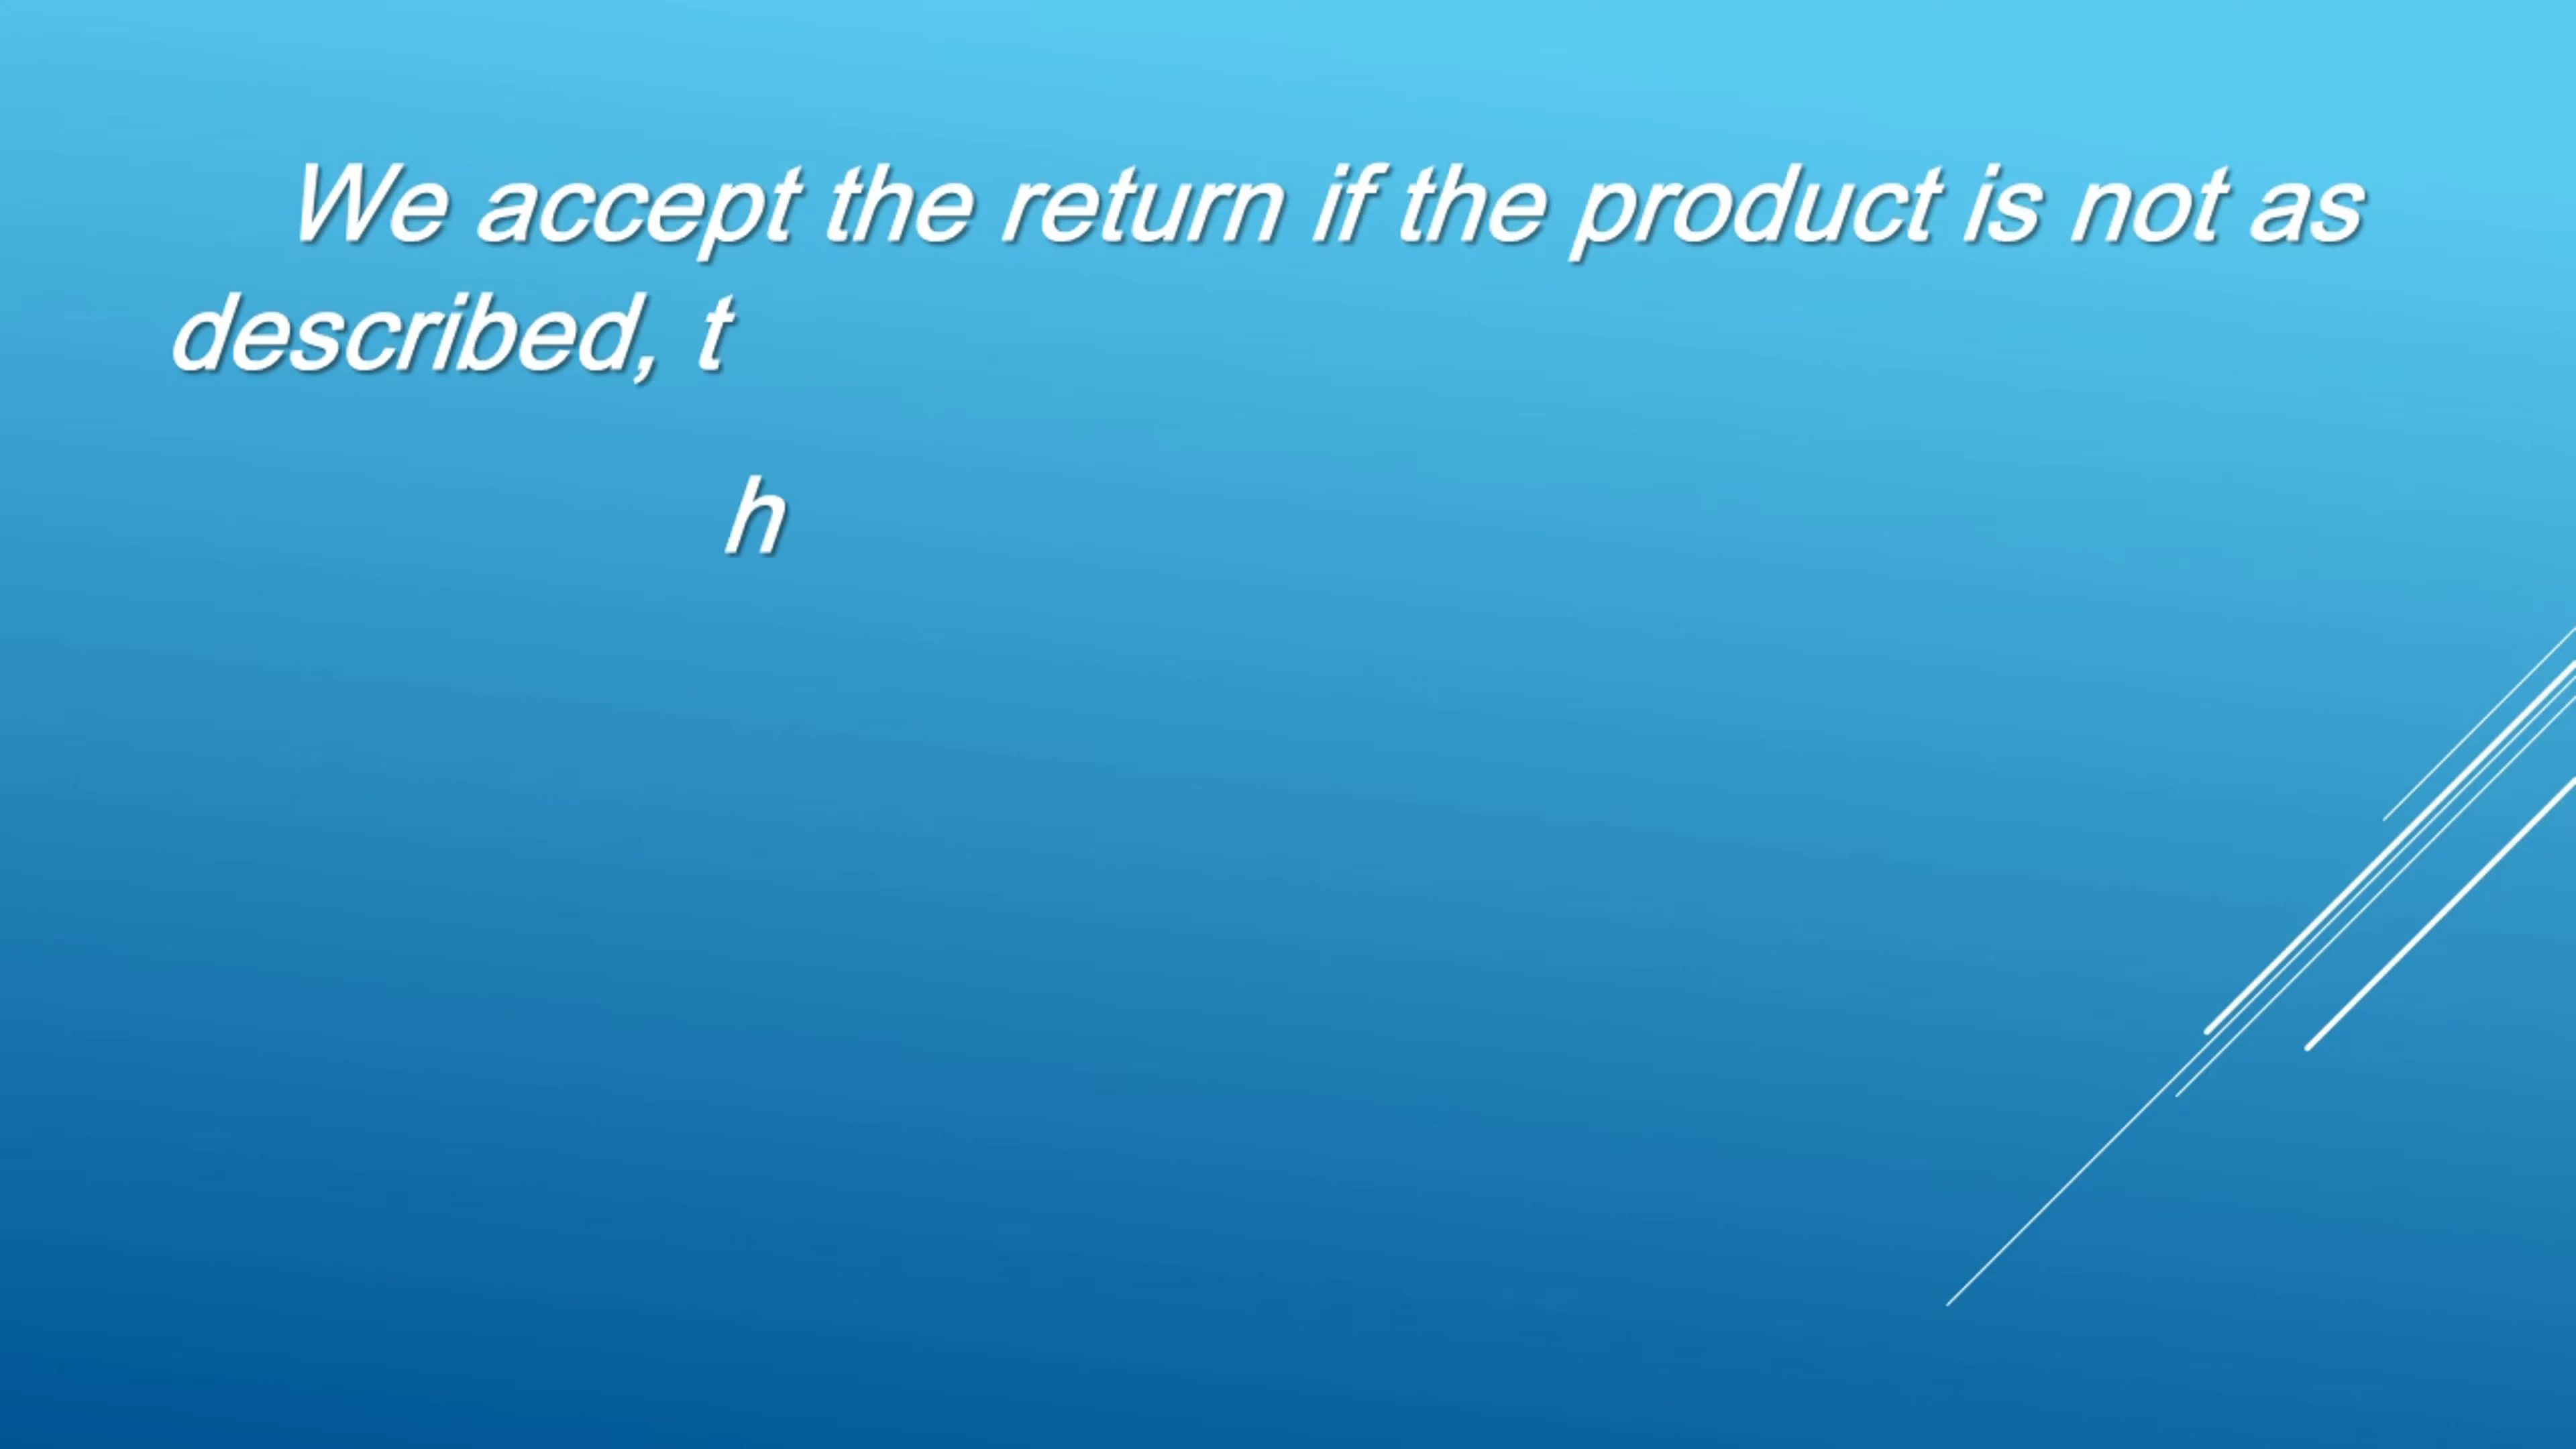 We accept the return if the product is not as
described, t
h